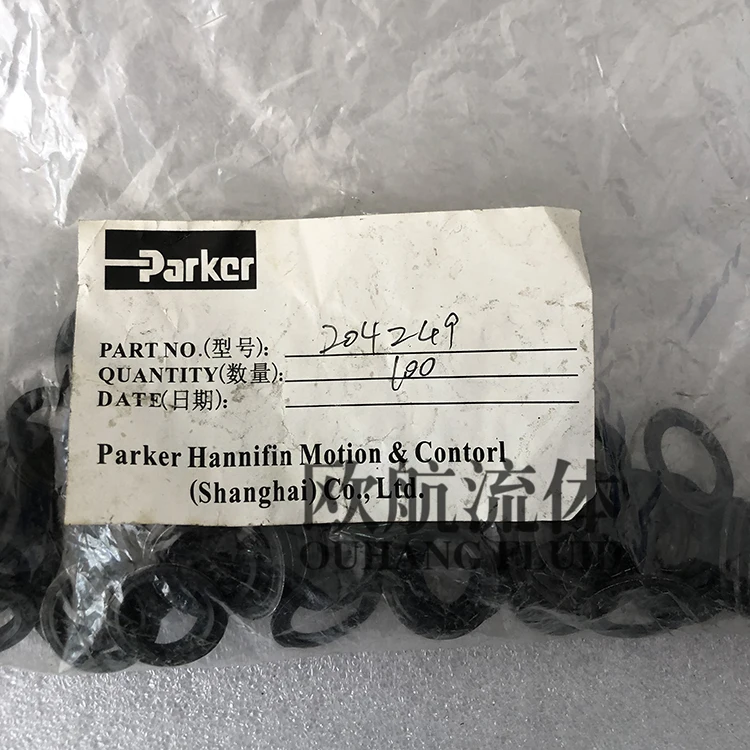 Parker
PART NO.(型号): 204249
QUANTITY(数量): 100
DATE(日期):
Parker Hannifin Motion & Contorl
(Shanghai) Co., Ltd.
欧航流体
OUHANG FLUID